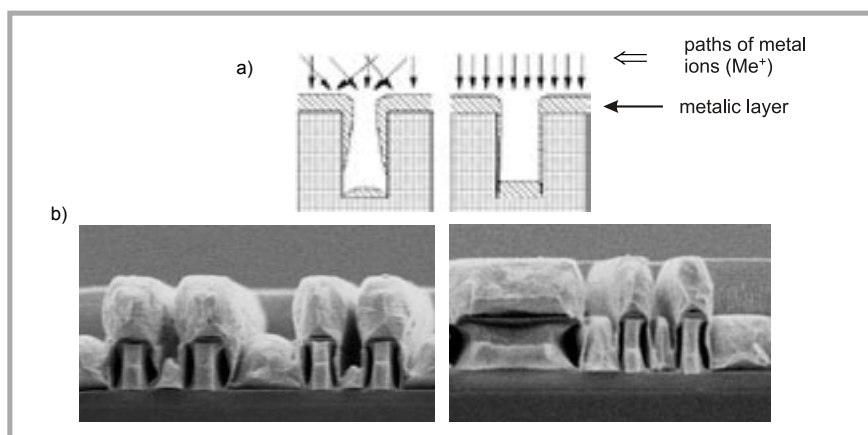 a)
paths of metal
ions (Me⁺)
metalic layer
b)